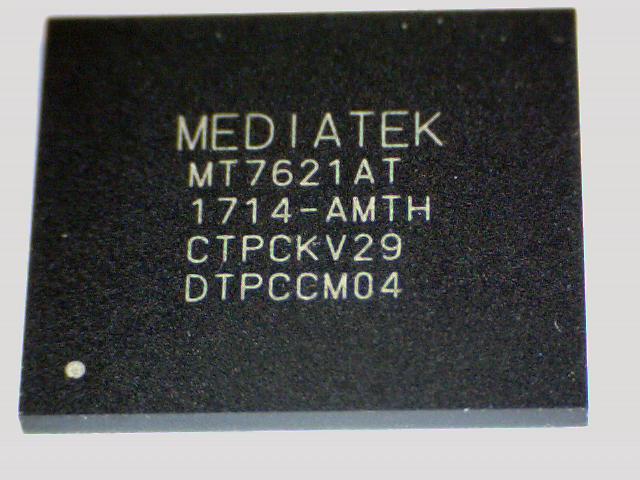 MEDIATEK
MT7621AT
1714-AMTH
CTPCKV29
DTPCCM04